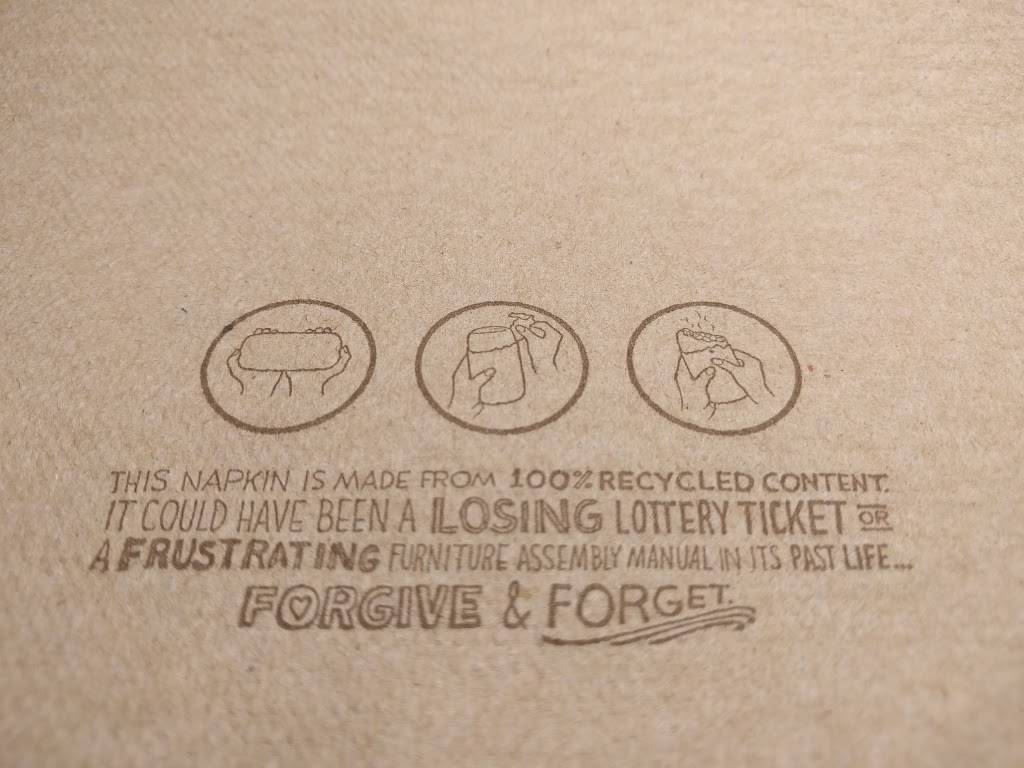 THIS NAPKIN IS MADE FROM 100% RECYCLED CONTENT.
IT COULD HAVE BEEN A LOSING LOTTERY TICKET OR
A FRUSTRATING FURNITURE ASSEMBLY MANUAL IN ITS PAST LIFE...
FORGIVE & FORGET.